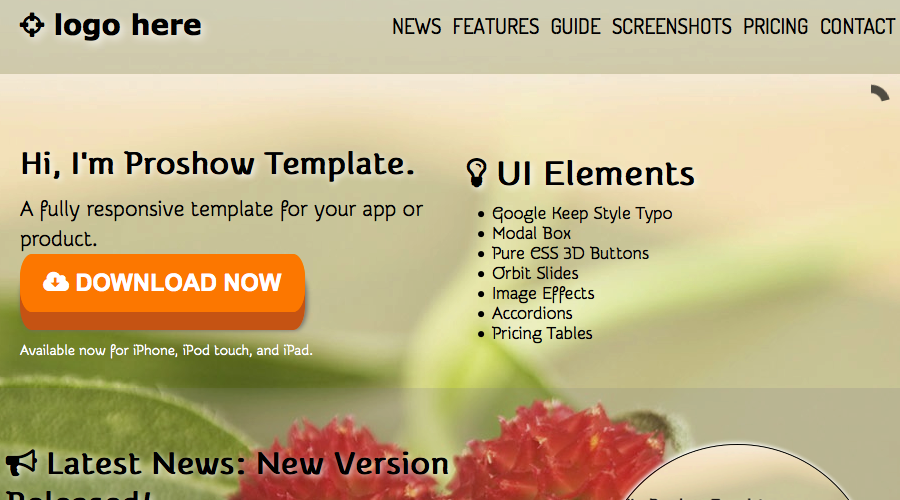 logo here
NEWS FEATURES GUIDE SCREENSHOTS PRICING CONTACT
Hi, I'm Proshow Template.
A fully responsive template for your app or
product.
DOWNLOAD NOW
Available now for iPhone, iPod touch, and iPad.
UI Elements
Google Keep Style Typo
Modal Box
Pure CSS 3D Buttons
Orbit Slides
Image Effects
Accordions
Pricing Tables
Latest News: New Version
Released!